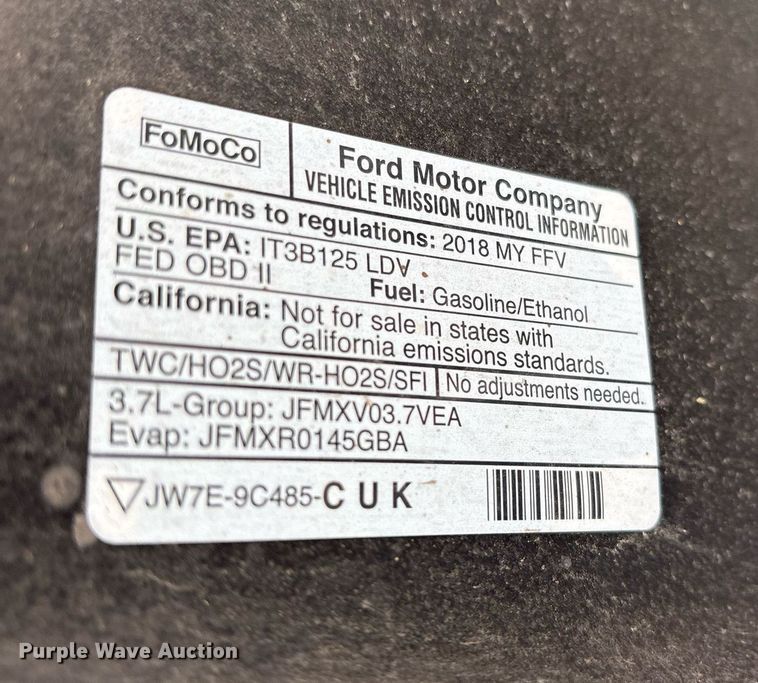 FoMoCo
Ford Motor Company
VEHICLE EMISSION CONTROL INFORMATION
Conforms to regulations: 2018 MY FFV
U.S. EPA: IT3B125 LDV
FED OBD II
Fuel: Gasoline/Ethanol
California: Not for sale in states with
California emissions standards.
TWC/HO2S/WR-HO2S/SFI No adjustments needed.
3.7L-Group: JFMXV03.7VEA
Evap: JFMXR0145GBA
JW7E-9C485-C U K
Purple Wave Auction